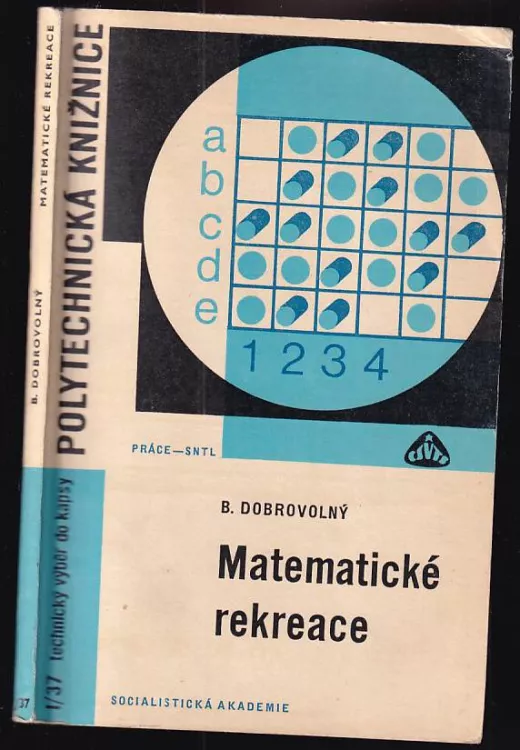 MATEMATICKÉ REKREACE
B. DOBROVOLNÝ
37
POLYTECHNICKÁ KNIŽNICE
I/37 technický výběr do kapsy
a
b
c
d
e
1 2 3 4
PRÁCE—SNTL
ČSVTS
B. DOBROVOLNÝ
Matematické
rekreace
SOCIALISTICKÁ AKADEMIE